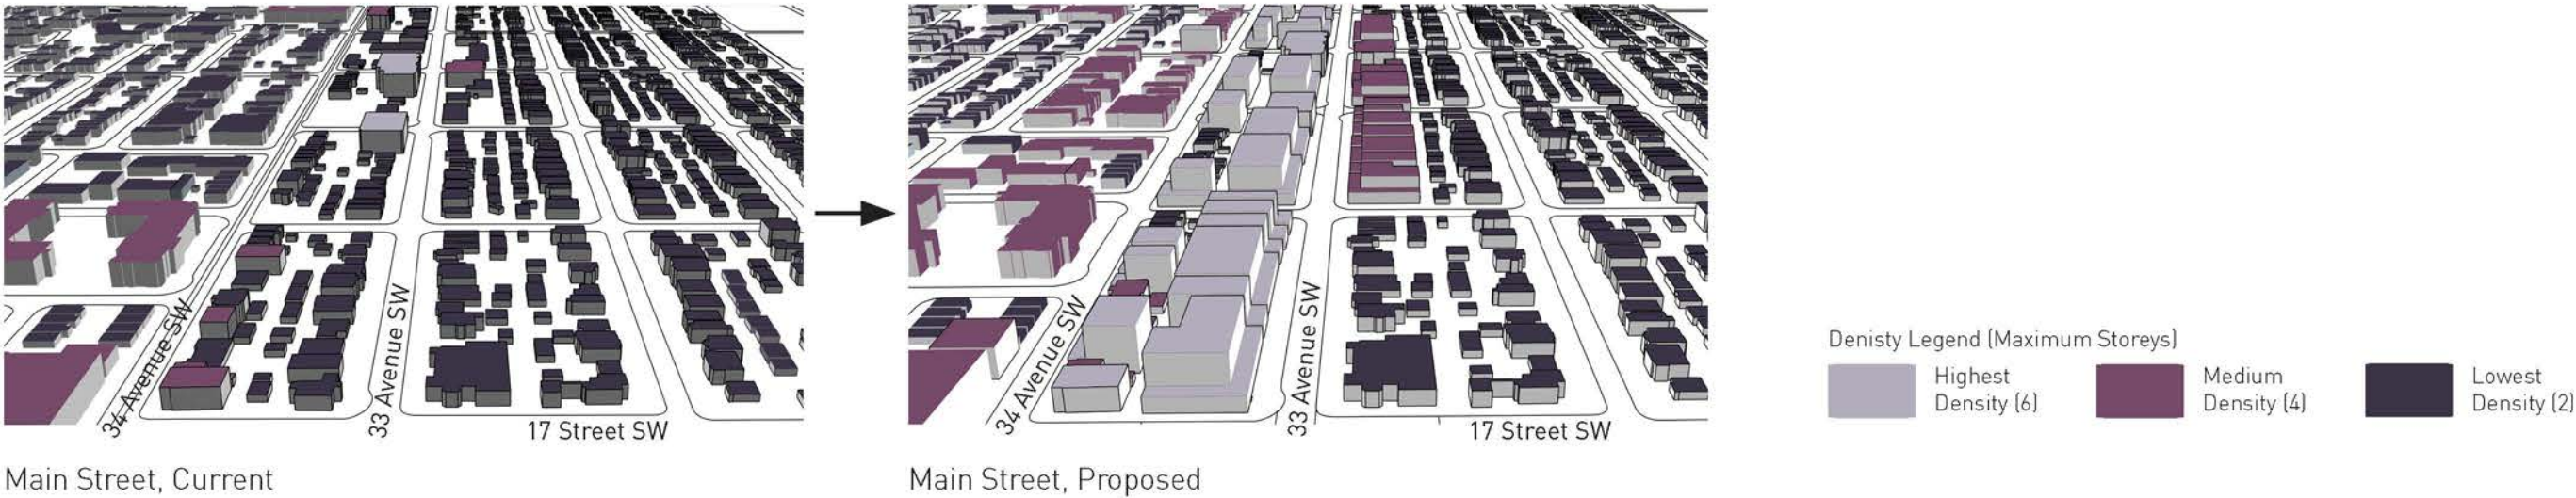 34 Avenue SW
33 Avenue SW
17 Street SW
Main Street, Current
34 Avenue SW
33 Avenue SW
17 Street SW
Main Street, Proposed
Denisty Legend (Maximum Storeys)
Highest
Density (6)
Medium
Density (4)
Lowest
Density (2)